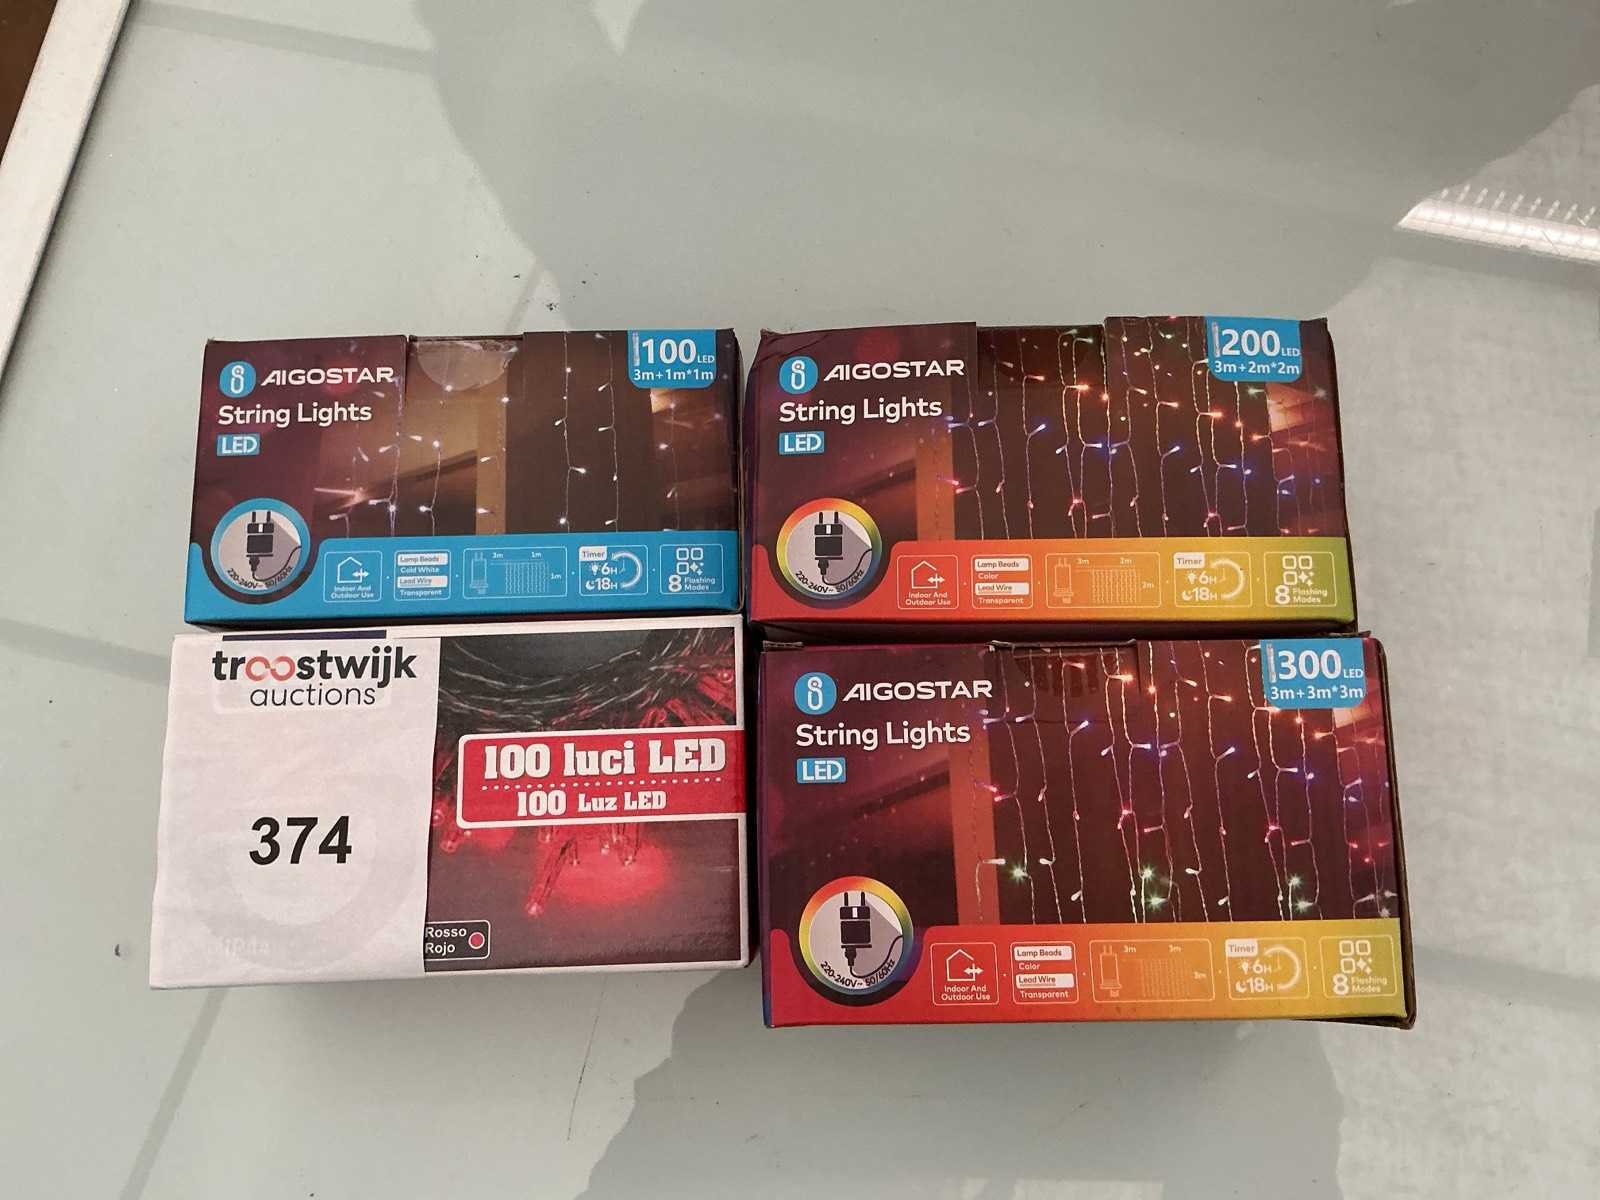 AIGOSTAR
String Lights
LED
100 LED
3m+1m*1m
220-240V~ 50/60Hz
Indoor And
Outdoor Use
Lamp Beads
Cold White
Lead Wire
Transparent
3m
1m
1m
Timer
6H
18H
8 Flashing
Modes
AIGOSTAR
String Lights
LED
200 LED
3m+2m*2m
220-240V~ 50/60Hz
Indoor And
Outdoor Use
Lamp Beads
Color
Lead Wire
Transparent
3m
2m
2m
Timer
6H
18H
8 Flashing
Modes
troostwijk
auctions
374
100 luci LED
100 Luz LED
Rosso
Rojo
AIGOSTAR
String Lights
LED
300 LED
3m+3m*3m
220-240V~ 50/60Hz
Indoor And
Outdoor Use
Lamp Beads
Color
Lead Wire
Transparent
3m
3m
3m
Timer
6H
18H
8 Flashing
Modes